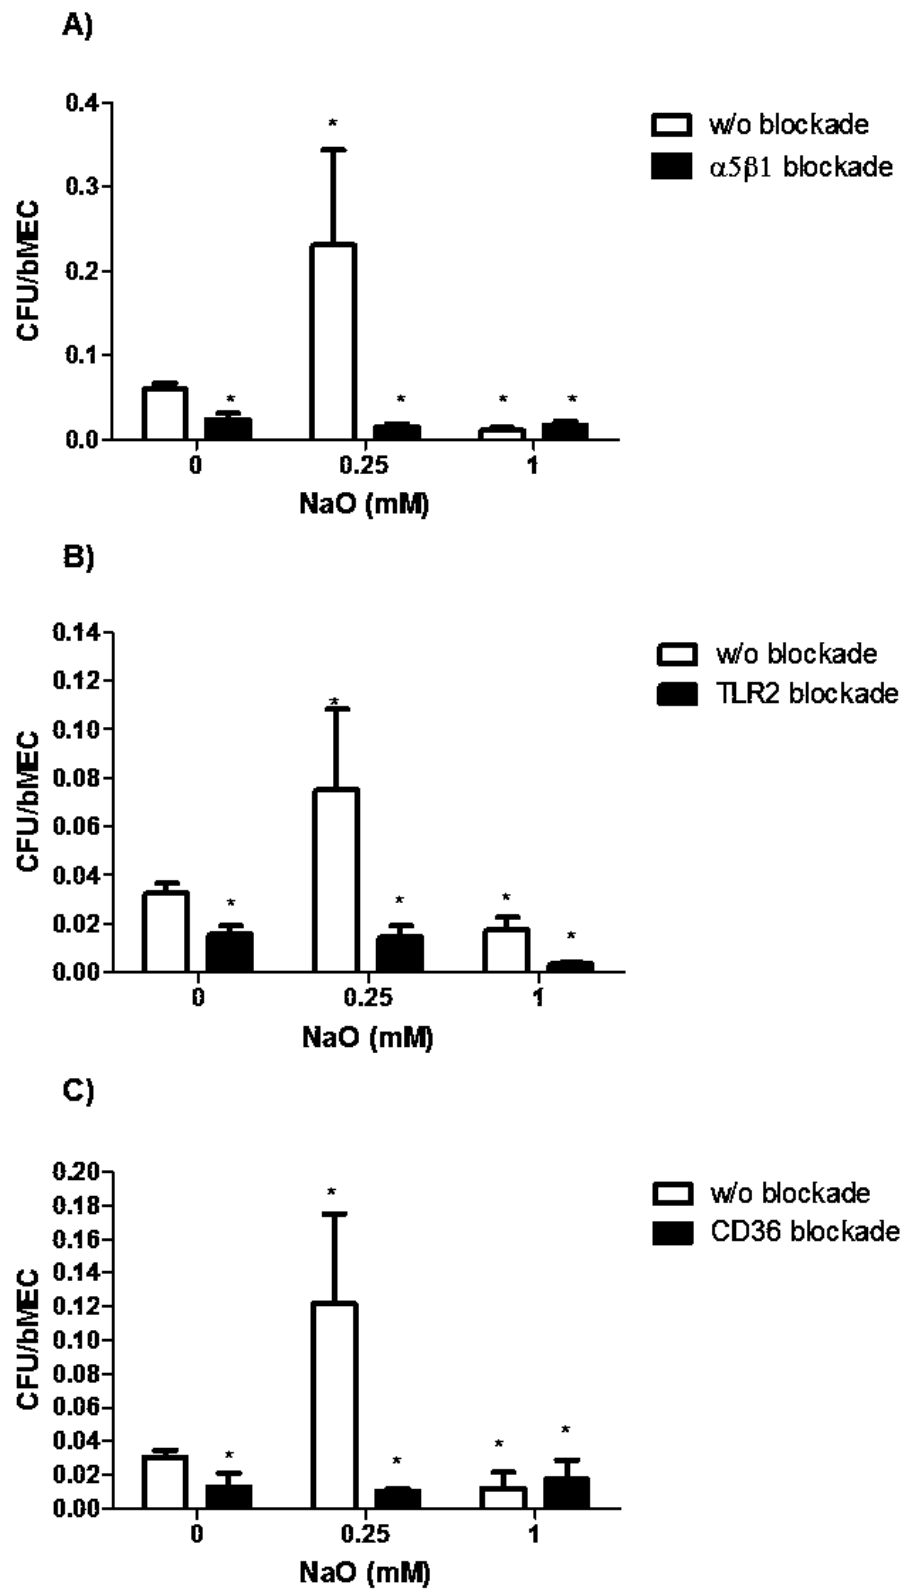 A)
0.4
0.3
0.2
0.1
0.0
CFU/bMEC
*
* * * *
0 0.25 1
NaO (mM)
w/o blockade
α5β1 blockade
B)
0.14
0.12
0.10
0.08
0.06
0.04
0.02
0.00
CFU/bMEC
*
* * * *
0 0.25 1
NaO (mM)
w/o blockade
TLR2 blockade
C)
0.20
0.18
0.16
0.14
0.12
0.10
0.08
0.06
0.04
0.02
0.00
CFU/bMEC
*
* * * *
0 0.25 1
NaO (mM)
w/o blockade
CD36 blockade